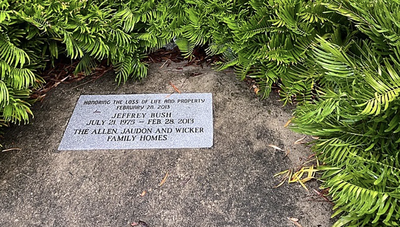 HONORING THE LOSS OF LIFE AND PROPERTY
FEBRUARY 28, 2013
JEFFREY BUSH
JULY 21, 1975 – FEB. 28, 2013
THE ALLEN, JAUDON AND WICKER
FAMILY HOMES